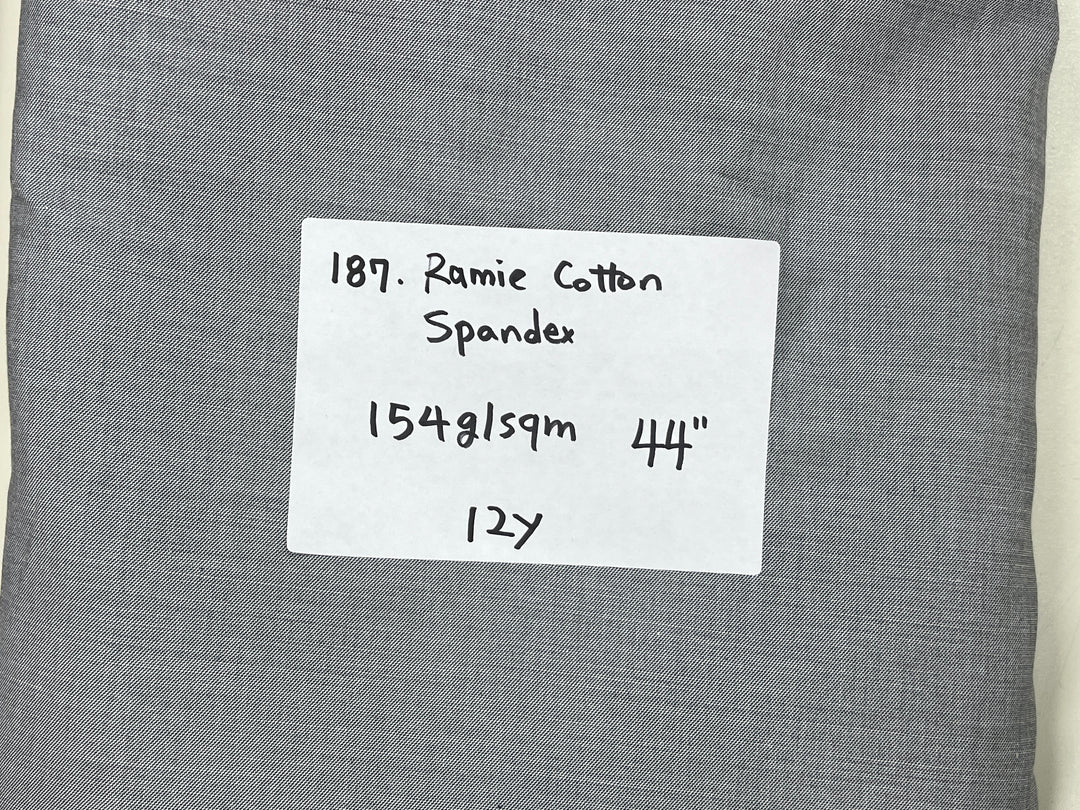 187. Ramie Cotton
Spandex
154g/sqm 44"
12y